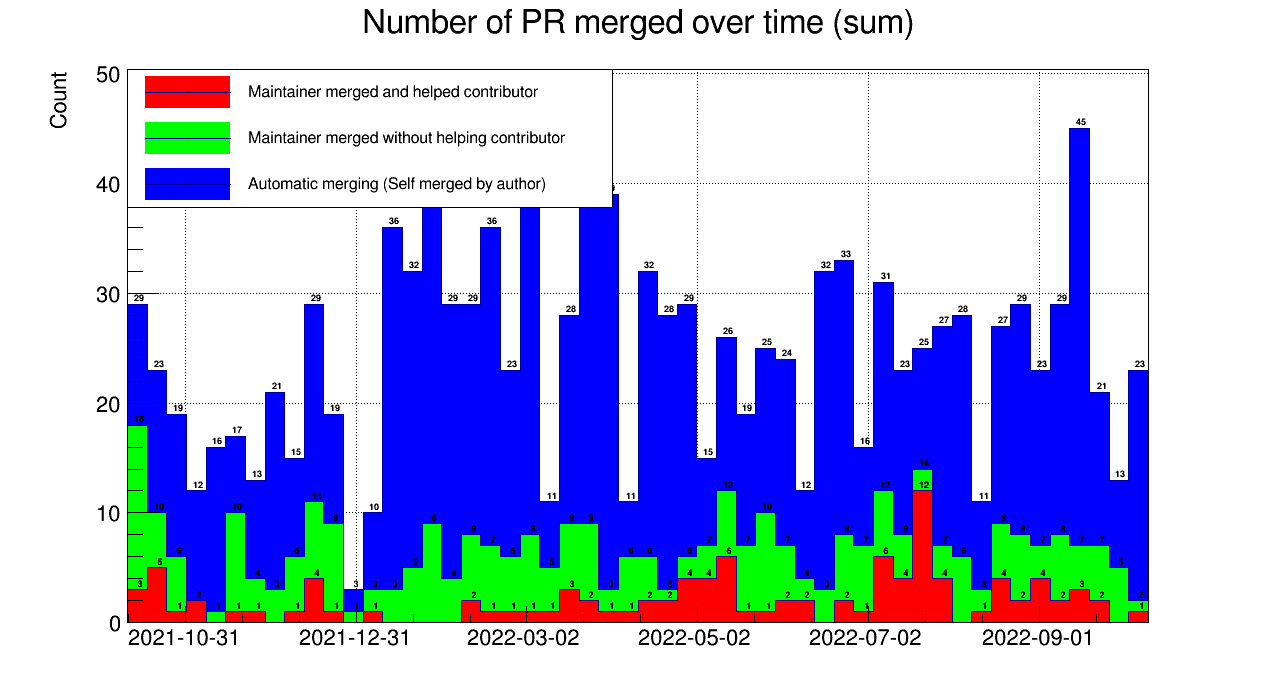 Number of PR merged over time (sum)
Count
50
40
30
20
10
0
Maintainer merged and helped contributor
Maintainer merged without helping contributor
Automatic merging (Self merged by author)
29 23 19 12 16 17 13 21 15 29 19 3 10 36 32 29 29 36 23 11 28 11 32 28 29 15 26 19 25 24 12 32 33 16 31 23 25 27 28 11 27 29 23 29 45 21 13 23
18 10 6 1 10 4 3 6 11 9 3 3 5 9 4 8 7 6 8 5 9 9 3 6 3 6 7 12 7 10 7 4 3 8 7 12 8 14 7 6 3 9 8 7 8 7 7 5 2
3 5 1 2 1 1 1 4 1 1 1 2 1 1 1 1 3 2 1 1 2 2 4 4 6 1 1 2 2 2 1 6 4 12 4 1 4 2 4 2 3 2 1
2021-10-31 2021-12-31 2022-03-02 2022-05-02 2022-07-02 2022-09-01